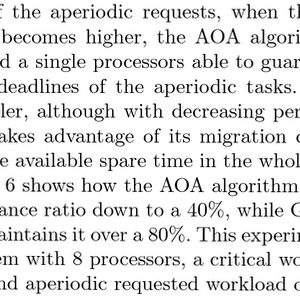 f the aperiodic requests, when th
becomes higher, the AOA algori
d a single processors able to guar
deadlines of the aperiodic tasks.
ler, although with decreasing per
akes advantage of its migration c
e available spare time in the whol
6 shows how the AOA algorithm
ance ratio down to a 40%, while G
aintains it over a 80%. This experi
em with 8 processors, a critical wo
nd aperiodic requested workload o